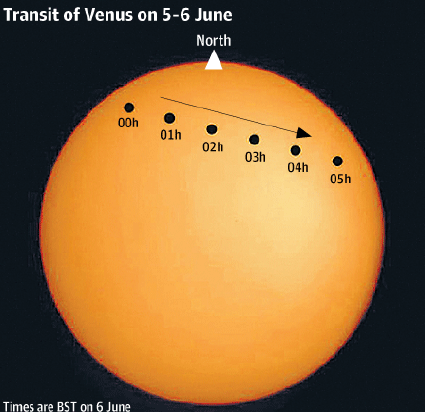 Transit of Venus on 5-6 June
North
00h
01h
02h
03h
04h
05h
Times are BST on 6 June